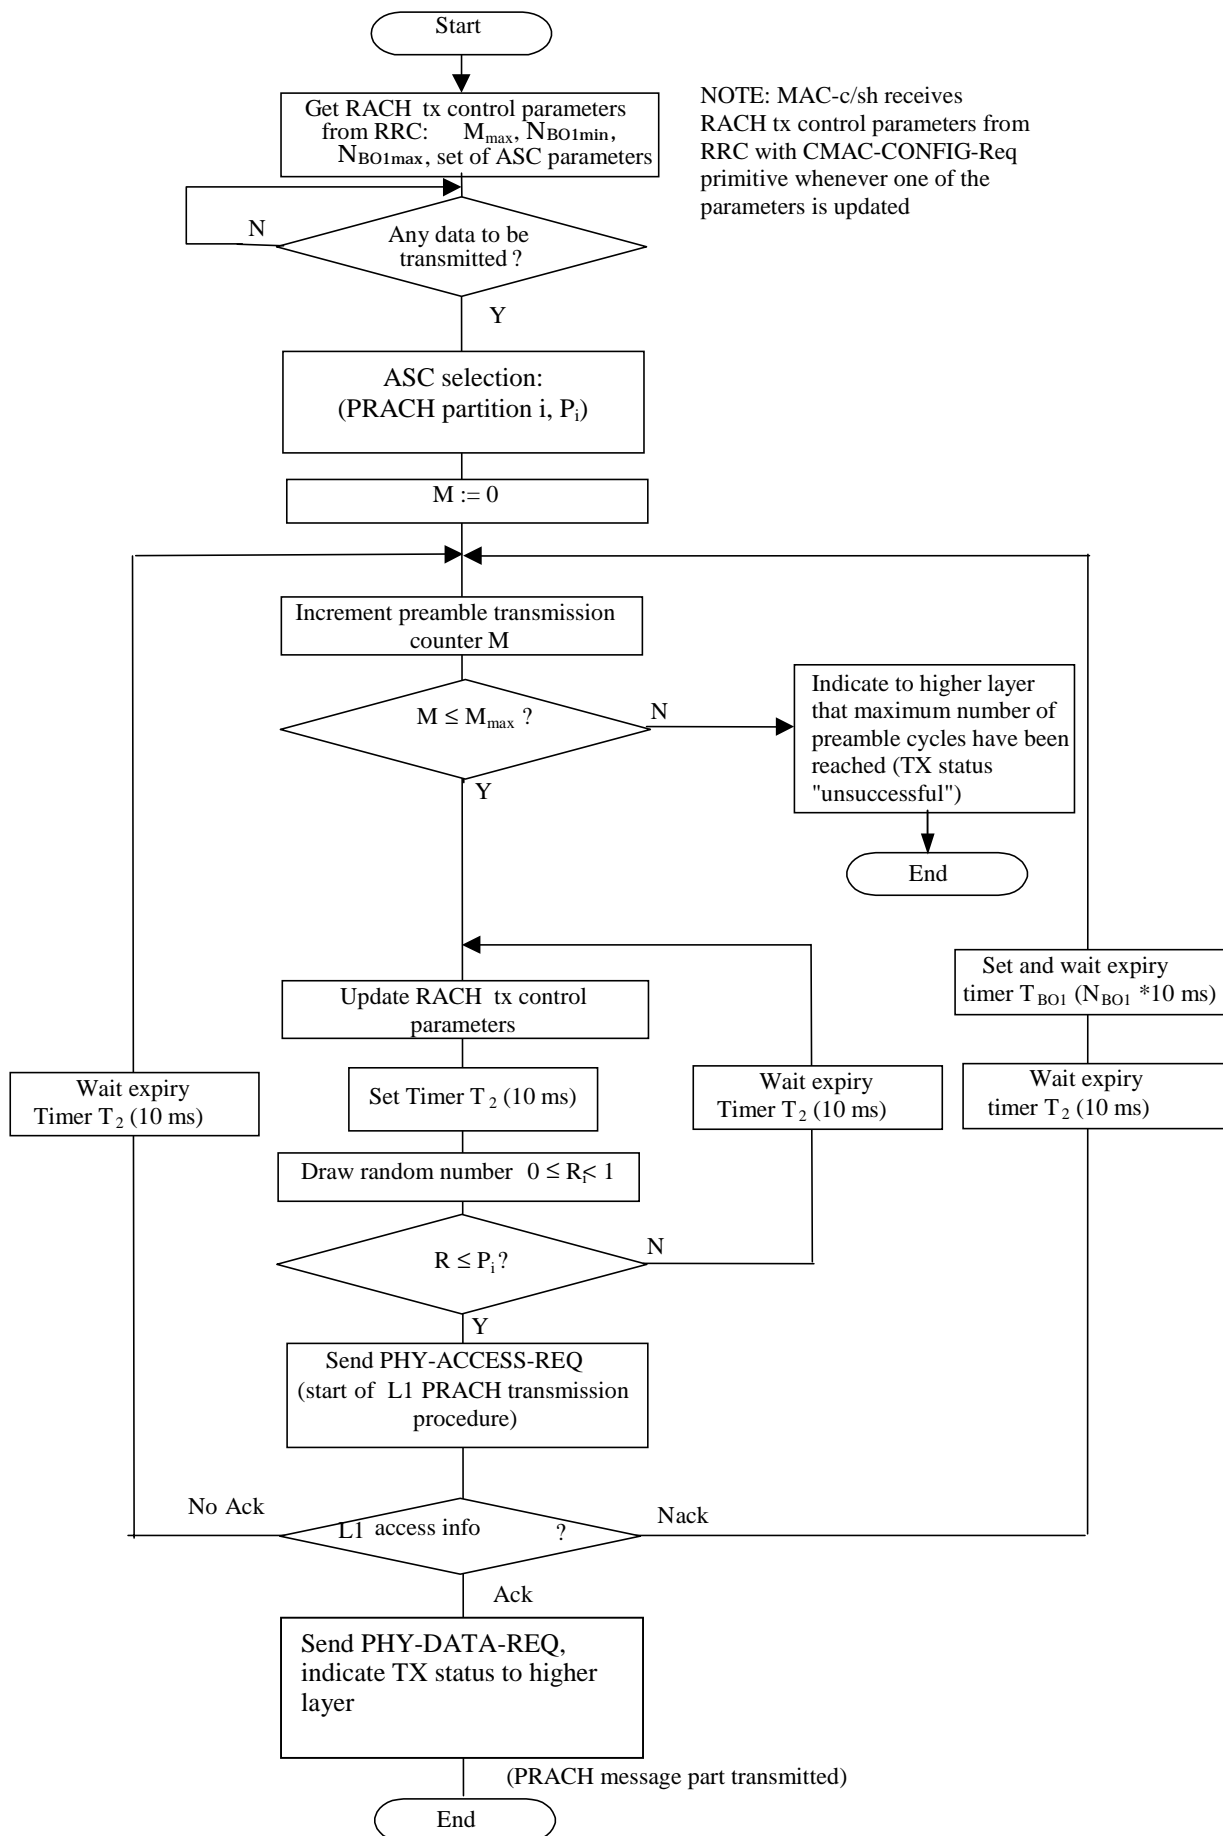 Start
Get RACH tx control parameters
from RRC: Mmax, NBO1min,
NBO1max, set of ASC parameters
NOTE: MAC-c/sh receives
RACH tx control parameters from
RRC with CMAC-CONFIG-Req
primitive whenever one of the
parameters is updated
N
Any data to be
transmitted ?
Y
ASC selection:
(PRACH partition i, Pi)
M := 0
Increment preamble transmission
counter M
M ≤ Mmax ?
N
Indicate to higher layer
that maximum number of
preamble cycles have been
reached (TX status
"unsuccessful")
Y
End
Set and wait expiry
timer TBO1 (NBO1 *10 ms)
Update RACH tx control
parameters
Wait expiry
Timer T2 (10 ms)
Set Timer T2 (10 ms)
Wait expiry
Timer T2 (10 ms)
Wait expiry
timer T2 (10 ms)
Draw random number 0 ≤ Ri< 1
R ≤ Pi ?
N
Y
Send PHY-ACCESS-REQ
(start of L1 PRACH transmission
procedure)
No Ack
L1 access info ?
Nack
Ack
Send PHY-DATA-REQ,
indicate TX status to higher
layer
(PRACH message part transmitted)
End